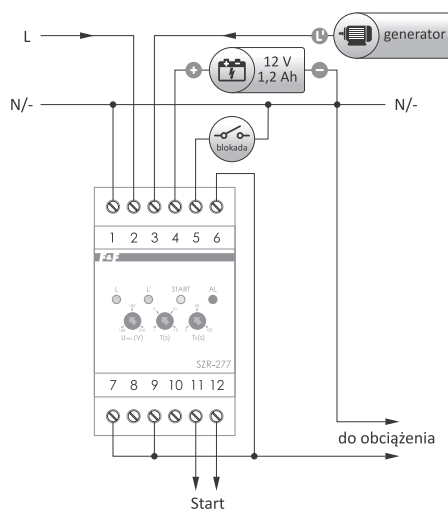 L'
generator
L
+
12 V
1,2 Ah
−
N/-
N/-
blokada
1 2 3 4 5 6
F&F
L L' START AL
U (V) T(s) T (s)
SZR-277
7 8 9 10 11 12
do obciążenia
Start